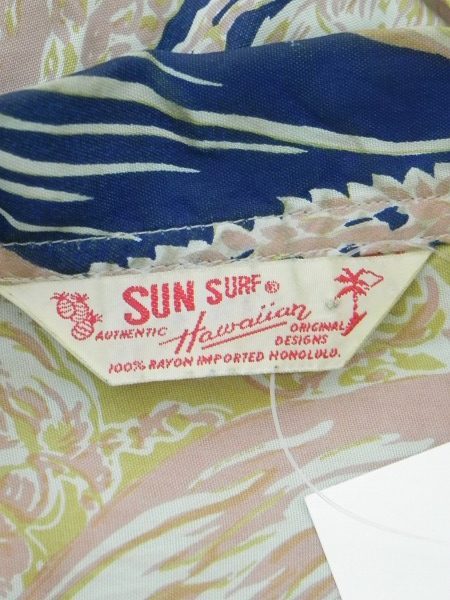 SUN SURF®
AUTHENTIC Hawaiian ORIGINAL
DESIGNS
100% RAYON IMPORTED HONOLULU.